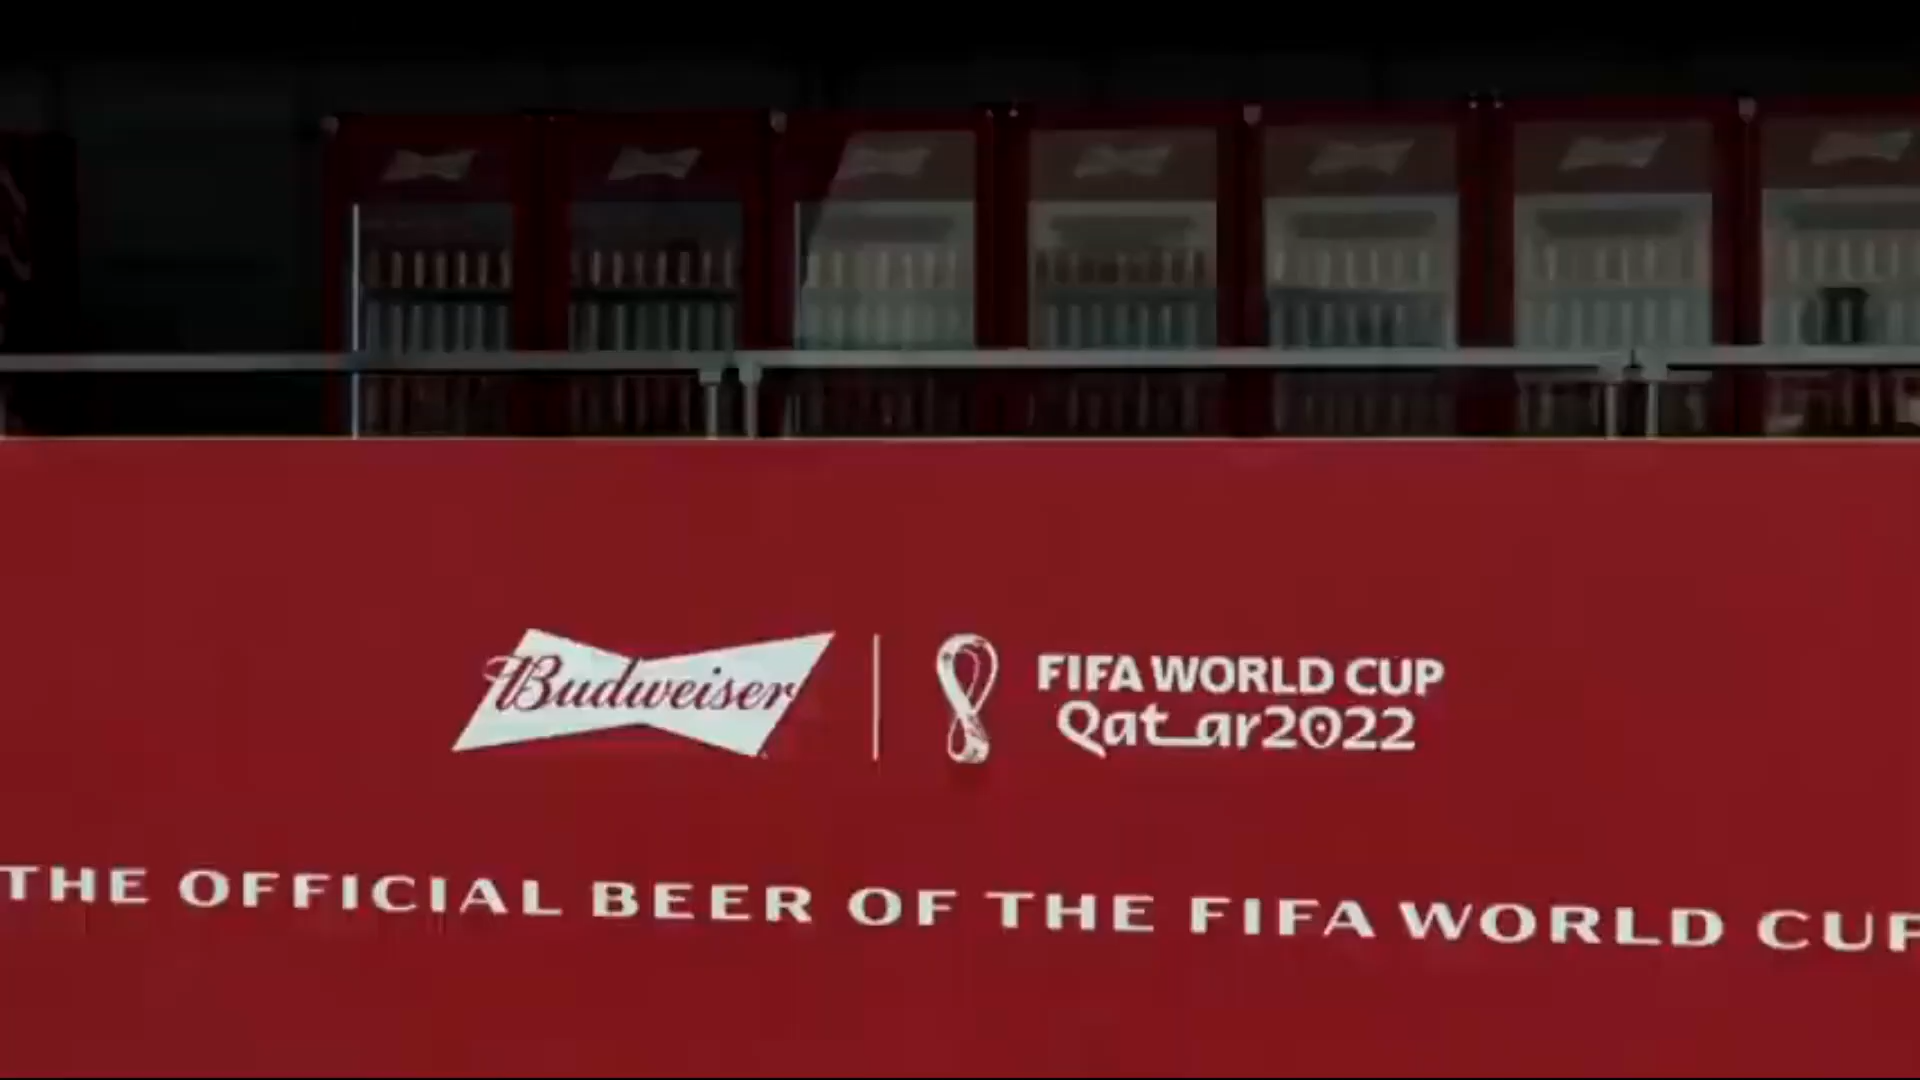 Budweiser
FIFA WORLD CUP
Qatar2022
THE OFFICIAL BEER OF THE FIFA WORLD CUP